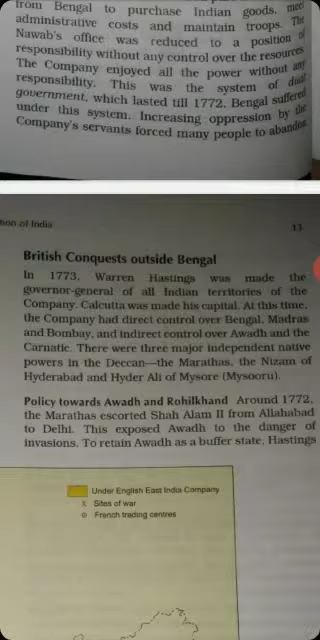 from Bengal to purchase Indian goods, meet
administrative costs and maintain troops. The
Nawab's office was reduced to a position of
responsibility without any control over the resources
The Company enjoyed all the power without any
responsibility. This was the system of dual
government, which lasted till 1772. Bengal suffered
under this system. Increasing oppression by the
Company's servants forced many people to abandon
tion of India
13
British Conquests outside Bengal
In 1773, Warren Hastings was made the
governor-general of all Indian territories of the
Company. Calcutta was made his capital. At this time,
the Company had direct control over Bengal, Madras
and Bombay, and indirect control over Awadh and the
Carnatic. There were three major independent native
powers in the Deccan—the Marathas, the Nizam of
Hyderabad and Hyder Ali of Mysore (Mysooru).
Policy towards Awadh and Rohilkhand Around 1772,
the Marathas escorted Shah Alam II from Allahabad
to Delhi. This exposed Awadh to the danger of
invasions. To retain Awadh as a buffer state, Hastings
Under English East India Company
Sites of war
French trading centres